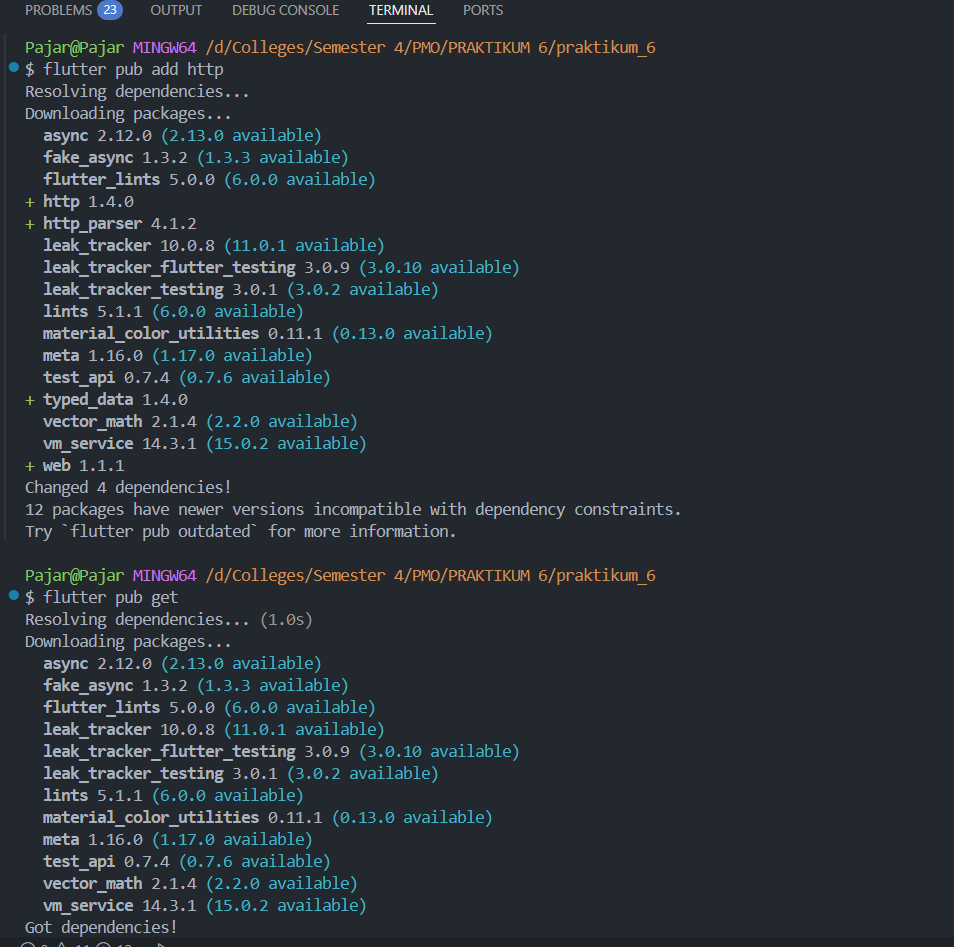 PROBLEMS 23 OUTPUT DEBUG CONSOLE TERMINAL PORTS
Pajar@Pajar MINGW64 /d/Colleges/Semester 4/PMO/PRAKTIKUM 6/praktikum_6
$ flutter pub add http
Resolving dependencies...
Downloading packages...
async 2.12.0 (2.13.0 available)
fake_async 1.3.2 (1.3.3 available)
flutter_lints 5.0.0 (6.0.0 available)
+ http 1.4.0
+ http_parser 4.1.2
leak_tracker 10.0.8 (11.0.1 available)
leak_tracker_flutter_testing 3.0.9 (3.0.10 available)
leak_tracker_testing 3.0.1 (3.0.2 available)
lints 5.1.1 (6.0.0 available)
material_color_utilities 0.11.1 (0.13.0 available)
meta 1.16.0 (1.17.0 available)
test_api 0.7.4 (0.7.6 available)
+ typed_data 1.4.0
vector_math 2.1.4 (2.2.0 available)
vm_service 14.3.1 (15.0.2 available)
+ web 1.1.1
Changed 4 dependencies!
12 packages have newer versions incompatible with dependency constraints.
Try `flutter pub outdated` for more information.
Pajar@Pajar MINGW64 /d/Colleges/Semester 4/PMO/PRAKTIKUM 6/praktikum_6
$ flutter pub get
Resolving dependencies... (1.0s)
Downloading packages...
async 2.12.0 (2.13.0 available)
fake_async 1.3.2 (1.3.3 available)
flutter_lints 5.0.0 (6.0.0 available)
leak_tracker 10.0.8 (11.0.1 available)
leak_tracker_flutter_testing 3.0.9 (3.0.10 available)
leak_tracker_testing 3.0.1 (3.0.2 available)
lints 5.1.1 (6.0.0 available)
material_color_utilities 0.11.1 (0.13.0 available)
meta 1.16.0 (1.17.0 available)
test_api 0.7.4 (0.7.6 available)
vector_math 2.1.4 (2.2.0 available)
vm_service 14.3.1 (15.0.2 available)
Got dependencies!